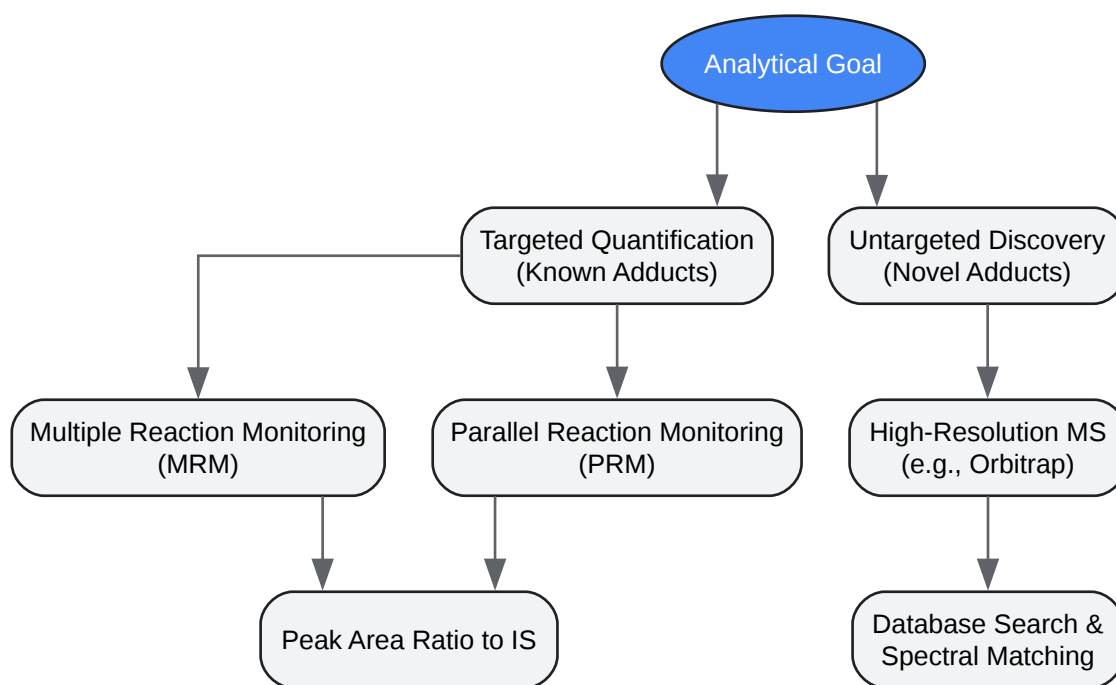 Analytical Goal
Targeted Quantification
(Known Adducts)
Untargeted Discovery
(Novel Adducts)
Multiple Reaction Monitoring
(MRM)
Parallel Reaction Monitoring
(PRM)
High-Resolution MS
(e.g., Orbitrap)
Peak Area Ratio to IS
Database Search &
Spectral Matching